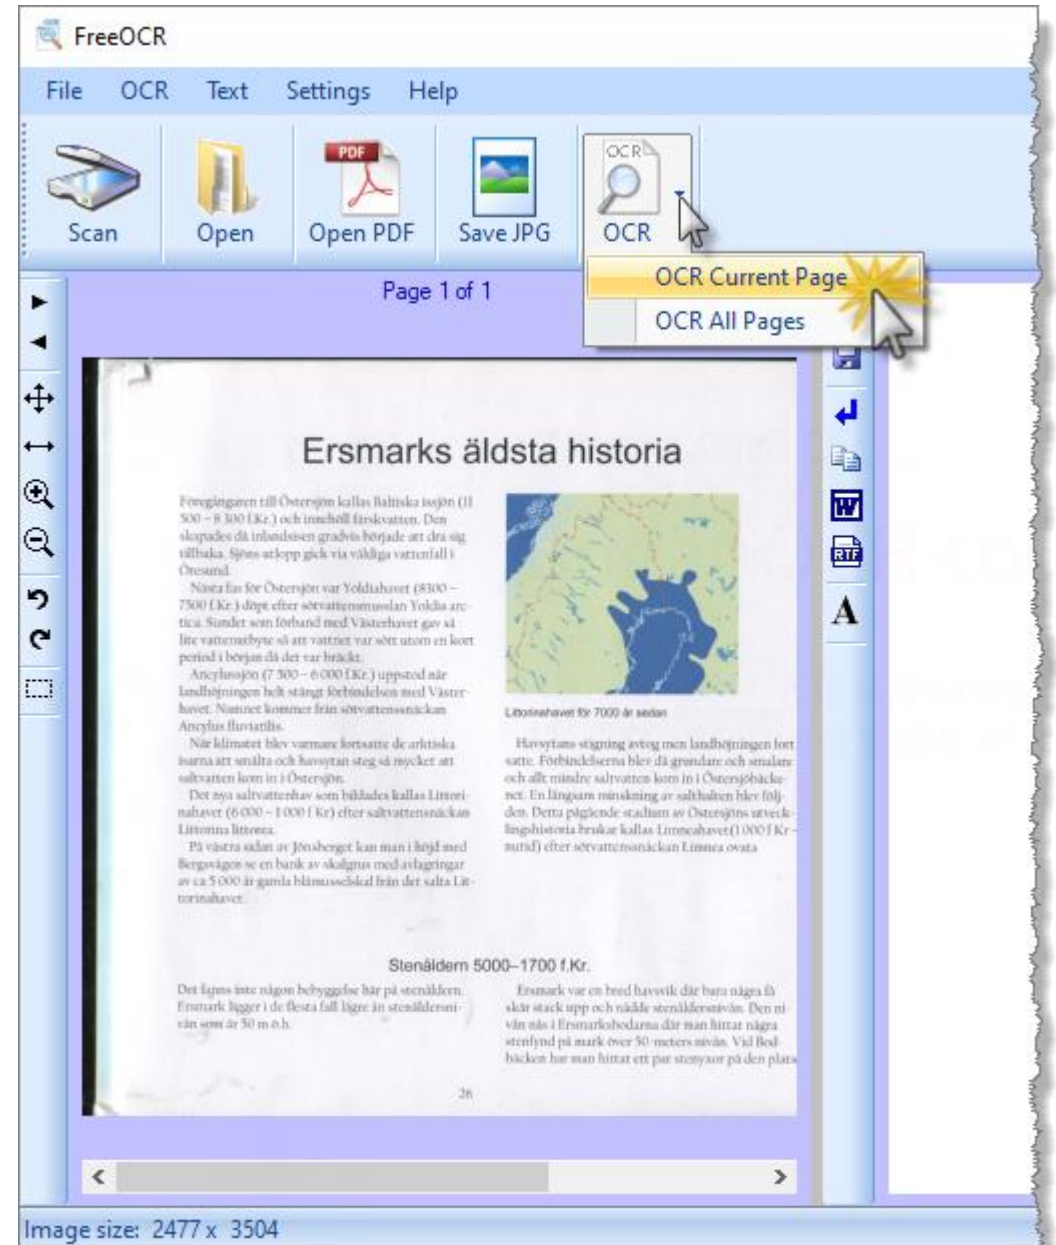 FreeOCR
File OCR Text Settings Help
PDF
OCR
Scan Open Open PDF Save JPG OCR
OCR Current Page
OCR All Pages
Page 1 of 1
W
RTF
A
Ersmarks äldsta historia
Föregångaren till Östersjön kallas Baltiska issjön (11
500 – 8 300 f.Kr.) och innehöll färskvatten. Den
skapades då inlandsisen gradvis började att dra sig
tillbaka. Sjöns utlopp gick via väldiga vattenfall i
Öresund.
Nästa fas för Östersjön var Yoldiahavet (8300 –
7500 f.Kr.) döpt efter sötvattensmusslan Yoldia arc-
tica. Sundet som förband med Västerhavet gav så
lite vattenutbyte så att vattnet var sött utom en kort
period i början då det var bräckt.
Ancylussjön (7 500 – 6 000 f.Kr.) uppstod när
landhöjningen helt stängt förbindelsen med Väster-
havet. Namnet kommer från sötvattenssnäckan
Ancylus fluviatilis.
När klimatet blev varmare fortsatte de arktiska
isarna att smälta och havsytan steg så mycket att
saltvatten kom in i Östersjön.
Det nya saltvattenhav som bildades kallas Littori-
nahavet (6 000 – 1 000 f Kr) efter saltvattensnäckan
Littorina littorea.
På västra sidan av Jönsberget kan man i höjd med
Bergsvägen se en bank av skalgrus med avlagringar
av ca 5 000 år gamla blåmusselskal från det salta Lit-
torinahavet.
Littorinahavet för 7000 år sedan
Havsytans stigning avtog men landhöjningen fort
satte. Förbindelserna blev då grundare och smalare
och allt mindre saltvatten kom in i Östersjöbäcke-
net. En långsam minskning av salthalten blev följ-
den. Detta pågående stadium av Östersjöns utveck-
lingshistoria brukar kallas Limneahavet(1 000 f Kr –
nutid) efter sötvattensnäckan Limnea ovata
Stenåldern 5000–1700 f.Kr.
Det fanns inte någon bebyggelse här på stenåldern.
Ersmark ligger i de flesta fall lägre än stenåldersni-
vån som är 50 m ö.h.
Ersmark var en bred havsvik där bara några få
skär stack upp och nådde stenåldersnivån. Den ni-
vån nås i Ersmarksbodarna där man hittat några
stenfynd på mark över 50-meters nivån. Vid Bod-
bäcken har man hittat ett par stenyxor på den plats
26
Image size: 2477 x 3504